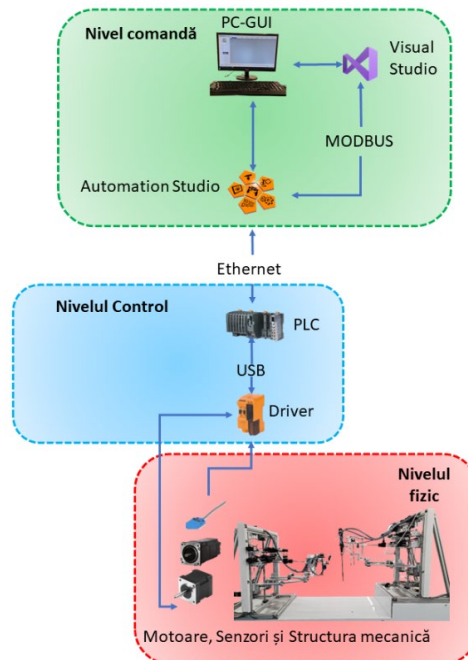 Nivel comandă
PC-GUI
Visual
Studio
MODBUS
Automation Studio
Ethernet
Nivelul Control
PLC
USB
Driver
Nivelul
fizic
Motoare, Senzori și Structura mecanică